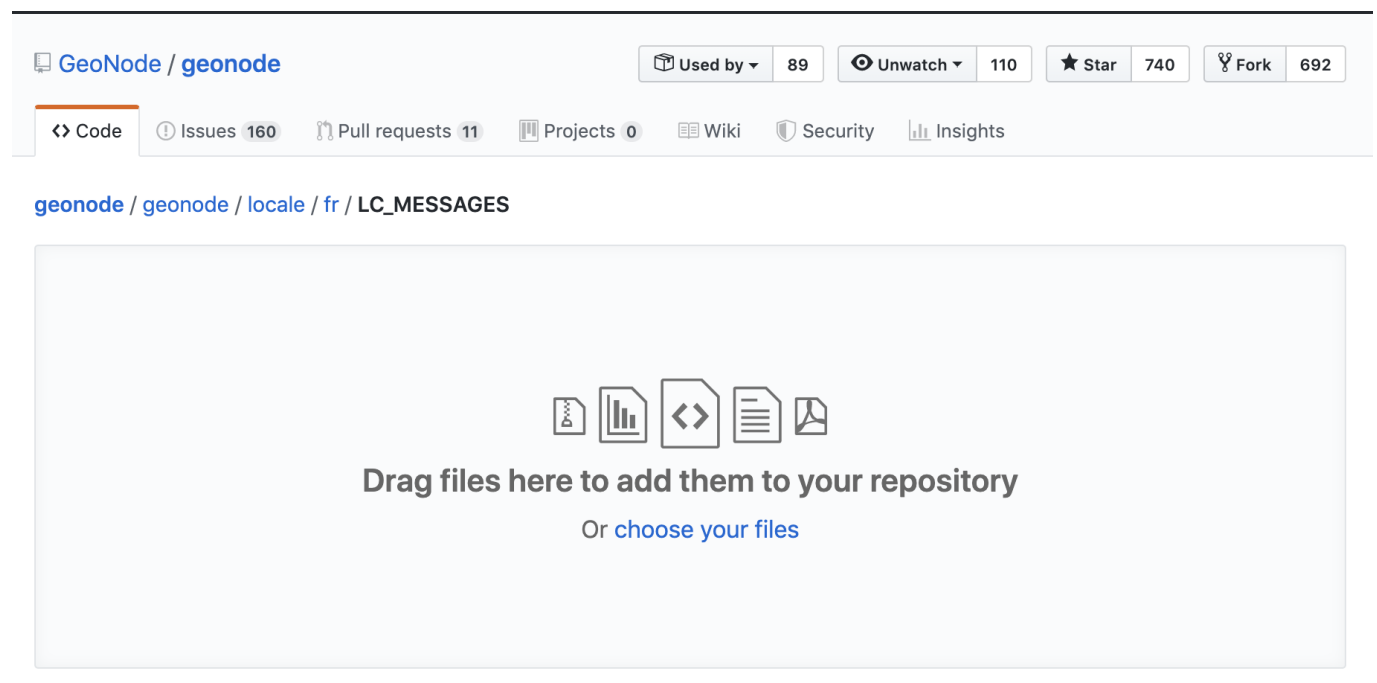 GeoNode / geonode
Used by 89 Unwatch 110 Star 740 Fork 692
<> Code Issues 160 Pull requests 11 Projects 0 Wiki Security Insights
geonode / geonode / locale / fr / LC_MESSAGES
Drag files here to add them to your repository
Or choose your files